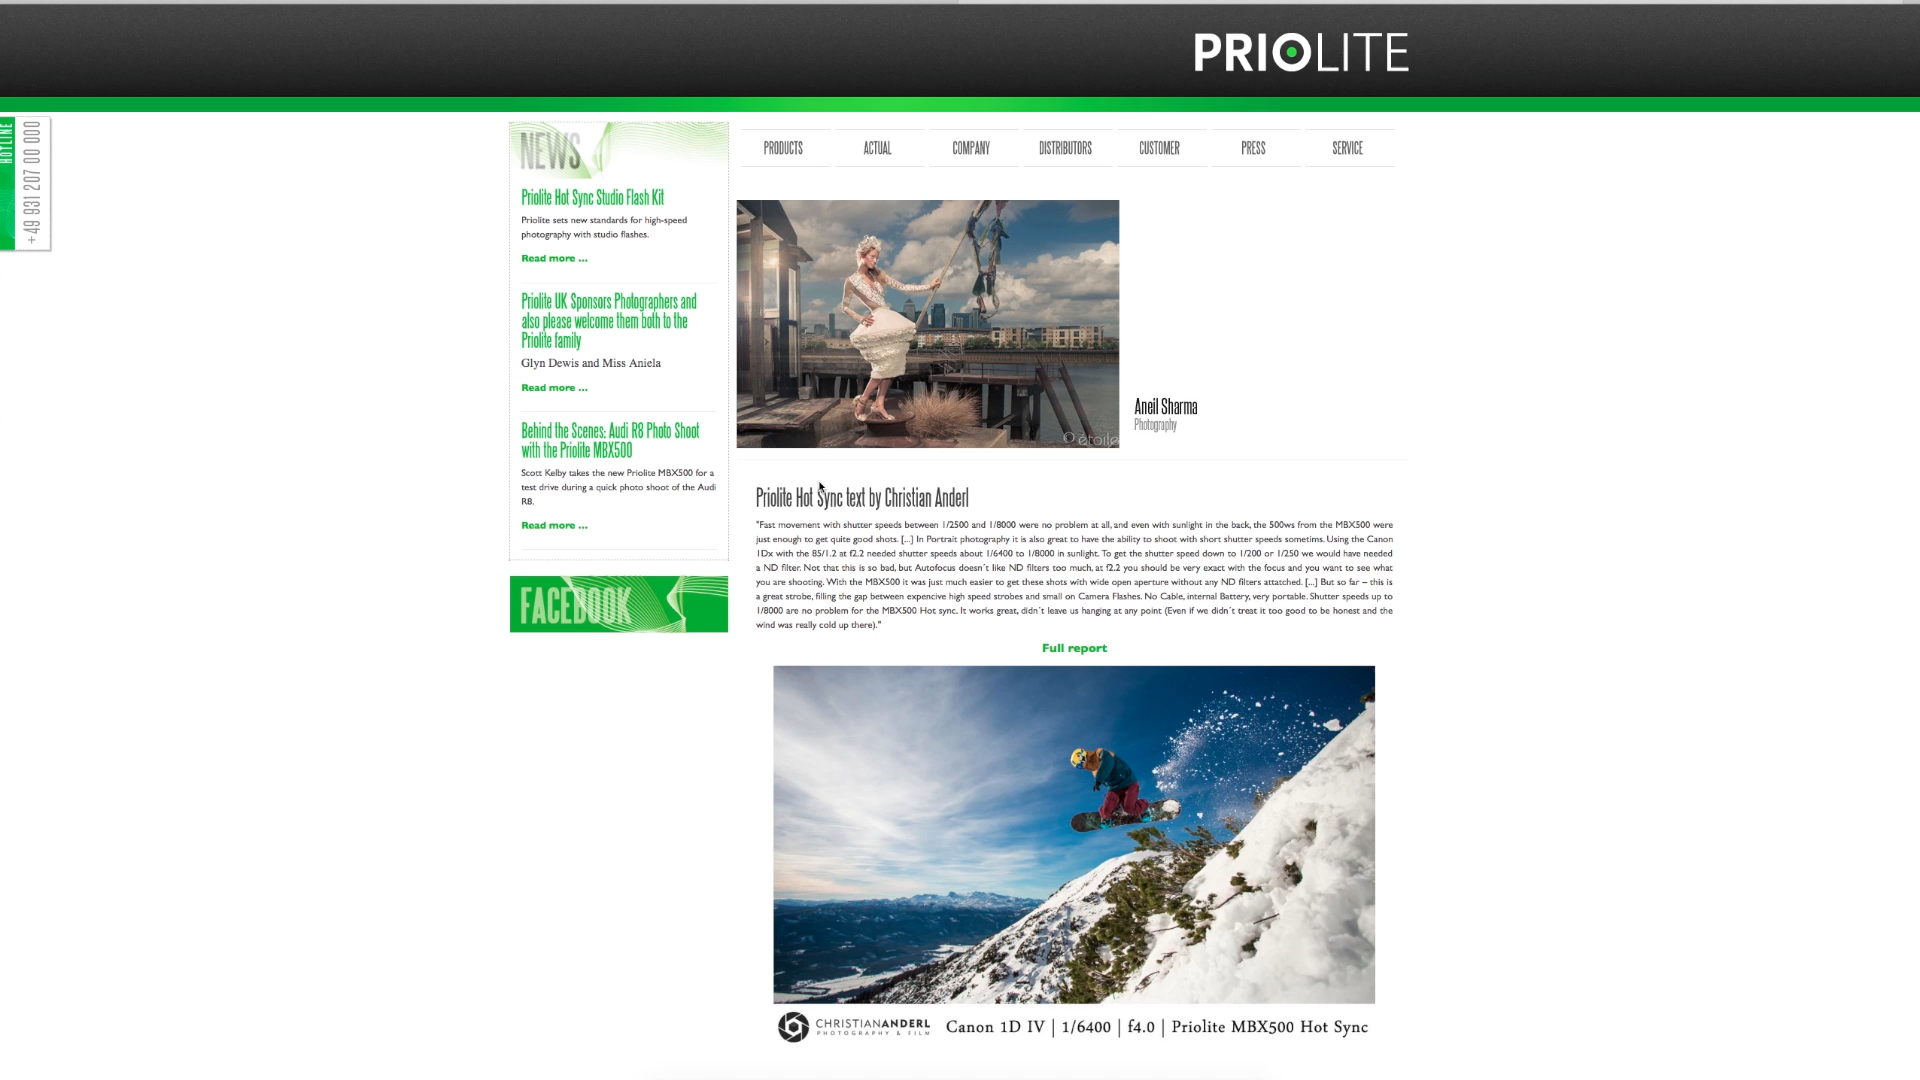 PRIOLITE
HOTLINE
+49 931 207 00 000
NEWS
Priolite Hot Sync Studio Flash Kit
Priolite sets new standards for high-speed
photography with studio flashes.
Read more ...
Priolite UK Sponsors Photographers and
also please welcome them both to the
Priolite family
Glyn Dewis and Miss Aniela
Read more ...
Behind the Scenes: Audi R8 Photo Shoot
with the Priolite MBX500
Scott Kelby takes the new Priolite MBX500 for a
test drive during a quick photo shoot of the Audi
R8.
Read more ...
FACEBOOK
PRODUCTS
ACTUAL
COMPANY
DISTRIBUTORS
CUSTOMER
PRESS
SERVICE
© étoile
Aneil Sharma
Photography
Priolite Hot Sync text by Christian Anderl
"Fast movement with shutter speeds between 1/2500 and 1/8000 were no problem at all, and even with sunlight in the back, the 500ws from the MBX500 were
just enough to get quite good shots. [...] In Portrait photography it is also great to have the ability to shoot with short shutter speeds sometims. Using the Canon
1Dx with the 85/1.2 at f2.2 needed shutter speeds about 1/6400 to 1/8000 in sunlight. To get the shutter speed down to 1/200 or 1/250 we would have needed
a ND filter. Not that this is so bad, but Autofocus doesn´t like ND filters too much, at f2.2 you should be very exact with the focus and you want to see what
you are shooting. With the MBX500 it was just much easier to get these shots with wide open aperture without any ND filters attatched. [...] But so far – this is
a great strobe, filling the gap between expencive high speed strobes and small on Camera Flashes. No Cable, internal Battery, very portable. Shutter speeds up to
1/8000 are no problem for the MBX500 Hot sync. It works great, didn´t leave us hanging at any point (Even if we didn´t treat it too good to be honest and the
wind was really cold up there)."
Full report
CHRISTIANANDERL
PHOTOGRAPHY & FILM
Canon 1D IV | 1/6400 | f4.0 | Priolite MBX500 Hot Sync